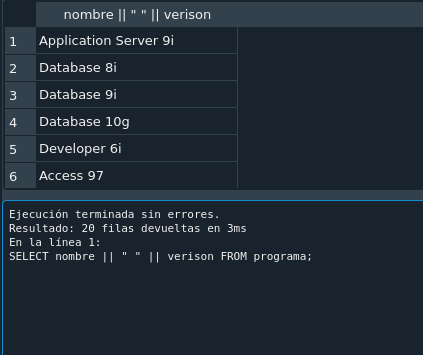 nombre || " " || verison
1 Application Server 9i
2 Database 8i
3 Database 9i
4 Database 10g
5 Developer 6i
6 Access 97
Ejecución terminada sin errores.
Resultado: 20 filas devueltas en 3ms
En la línea 1:
SELECT nombre || " " || verison FROM programa;